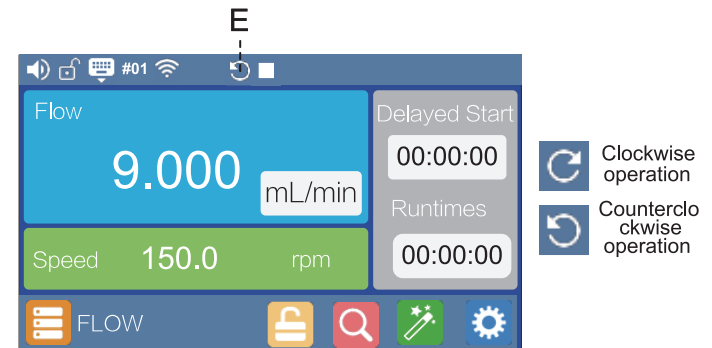 E
#01
Flow
Delayed Start
9.000
mL/min
00:00:00
Runtimes
Speed
150.0
rpm
00:00:00
FLOW
Clockwise
operation
Counterclo
ckwise
operation